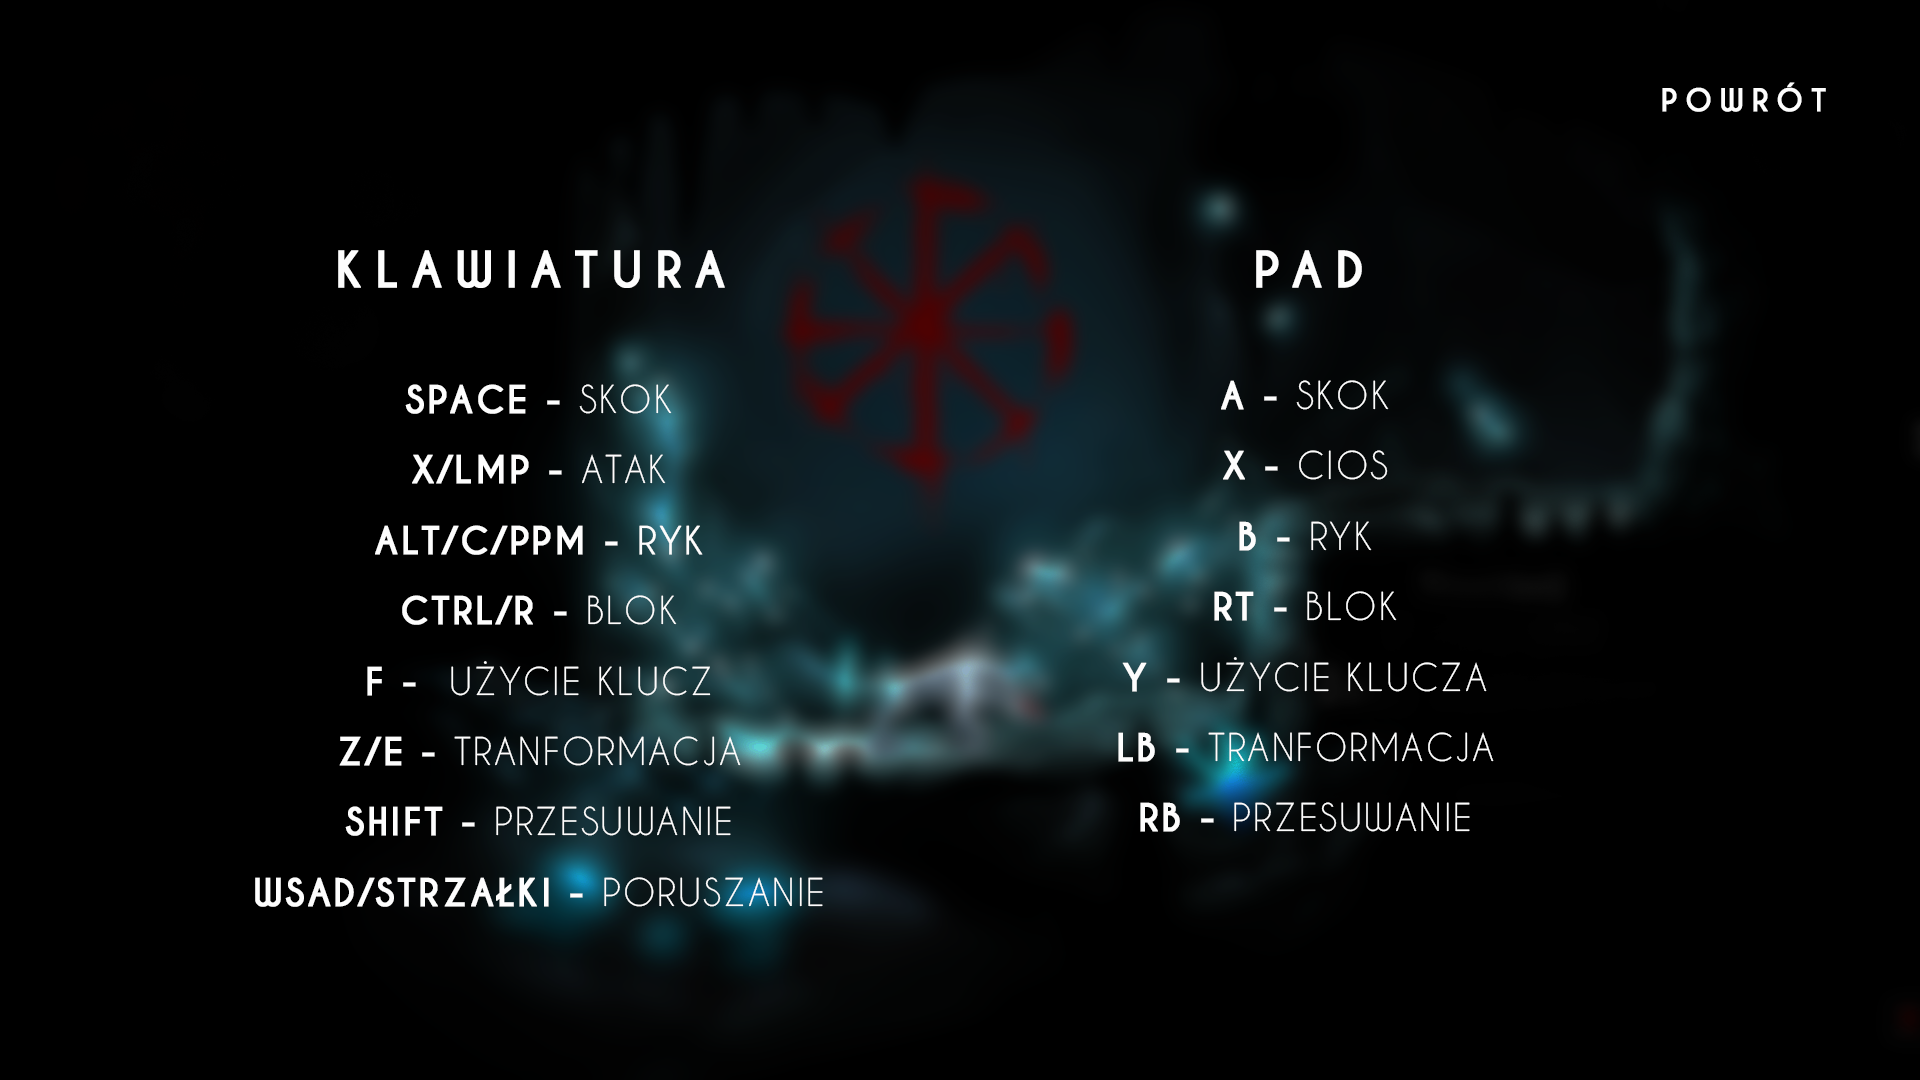 POWRÓT
KLAWIATURA
SPACE - SKOK
X/LMP - ATAK
ALT/C/PPM - RYK
CTRL/R - BLOK
F - UŻYCIE KLUCZ
Z/E - TRANFORMACJA
SHIFT - PRZESUWANIE
WSAD/STRZAŁKI - PORUSZANIE
PAD
A - SKOK
X - CIOS
B - RYK
RT - BLOK
Y - UŻYCIE KLUCZA
LB - TRANFORMACJA
RB - PRZESUWANIE